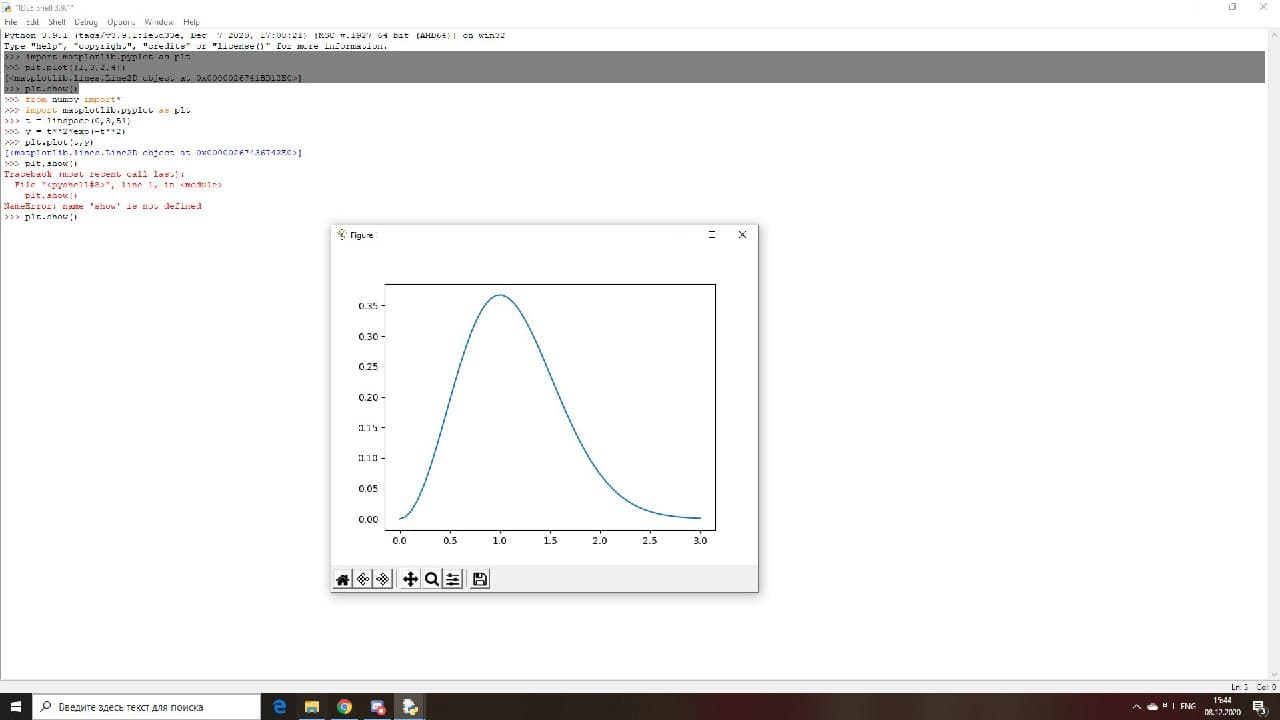 *IDLE Shell 3.9.1*
File Edit Shell Debug Options Window Help
Python 3.9.1 (tags/v3.9.1:1e5d33e, Dec 7 2020, 17:08:21) [MSC v.1927 64 bit (AMD64)] on win32
Type "help", "copyright", "credits" or "license()" for more information.
>>> import matplotlib.pyplot as plt
>>> plt.plot([1,3,2,4])
[<matplotlib.lines.Line2D object at 0x0000026741BD12E0>]
>>> plt.show()
>>> from numpy import*
>>> import matplotlib.pyplot as plt
>>> t = linspace(0,3,51)
>>> y = t**2*exp(-t**2)
>>> plt.plot(t,y)
[<matplotlib.lines.Line2D object at 0x00000267436742E0>]
>>> plt,show()
Traceback (most recent call last):
File "<pyshell#8>", line 1, in <module>
plt,show()
NameError: name 'show' is not defined
>>> plt.show()
Figure 1
0.35
0.30
0.25
0.20
0.15
0.10
0.05
0.00
0.0 0.5 1.0 1.5 2.0 2.5 3.0
Ln: 3 Col: 0
Введите здесь текст для поиска
ENG
15:44
08.12.2020
3